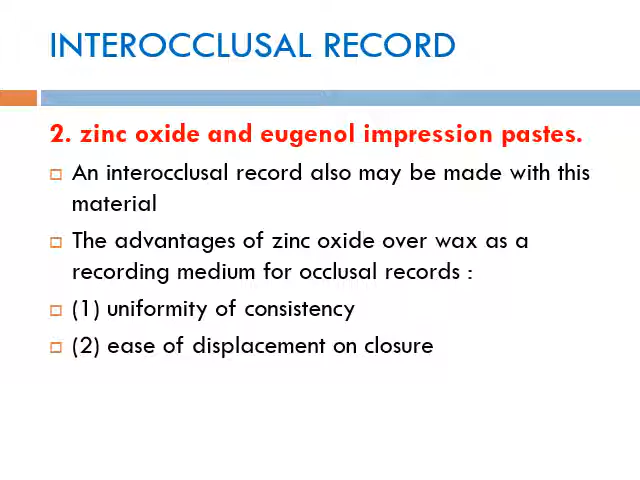 INTEROCCLUSAL RECORD
2. zinc oxide and eugenol impression pastes.
An interocclusal record also may be made with this
material
The advantages of zinc oxide over wax as a
recording medium for occlusal records :
(1) uniformity of consistency
(2) ease of displacement on closure